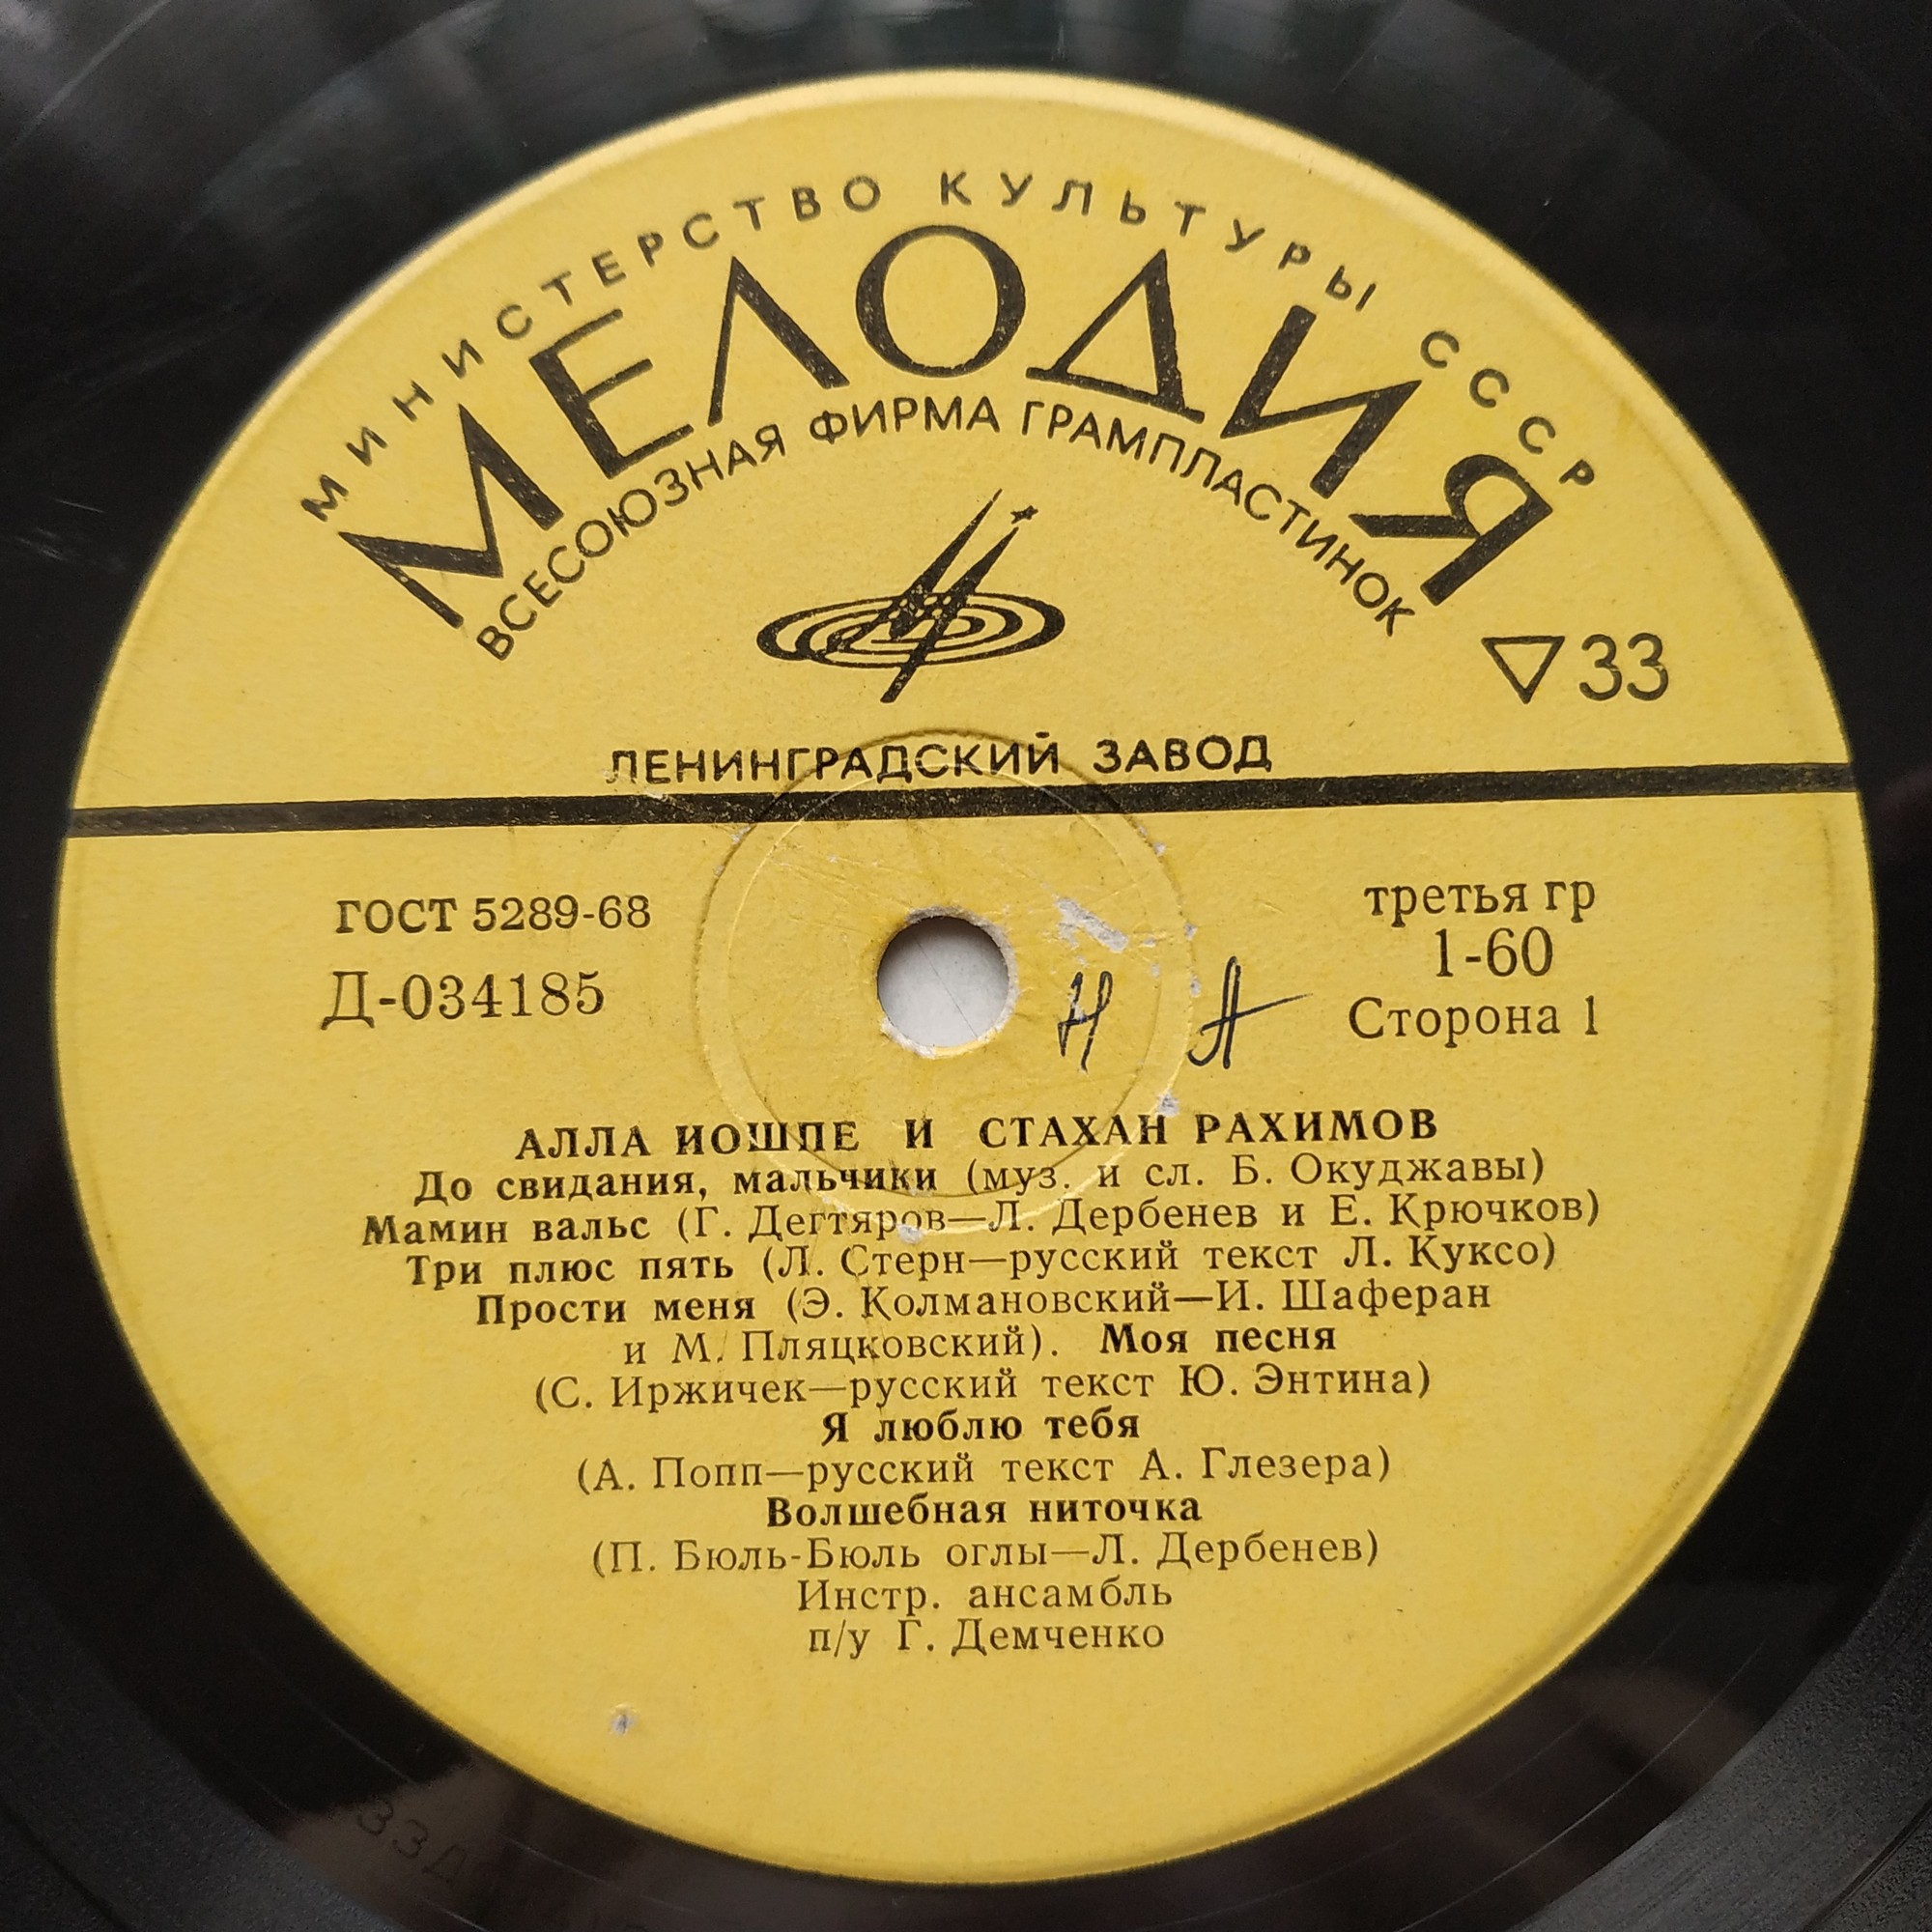 МИНИСТЕРСТВО КУЛЬТУРЫ СССР
МЕЛОДИЯ
ВСЕСОЮЗНАЯ ФИРМА ГРАМПЛАСТИНОК
▽33
ЛЕНИНГРАДСКИЙ ЗАВОД
ГОСТ 5289-68
Д-034185
третья гр
1-60
Сторона 1
Н А
АЛЛА ИОШПЕ И СТАХАН РАХИМОВ
До свидания, мальчики (муз. и сл. Б. Окуджавы)
Мамин вальс (Г. Дегтяров—Л. Дербенев и Е. Крючков)
Три плюс пять (Л. Стерн—русский текст Л. Куксо)
Прости меня (Э. Колмановский—И. Шаферан
и М. Пляцковский). Моя песня
(С. Иржичек—русский текст Ю. Энтина)
Я люблю тебя
(А. Попп—русский текст А. Глезера)
Волшебная ниточка
(П. Бюль-Бюль оглы—Л. Дербенев)
Инстр. ансамбль
п/у Г. Демченко